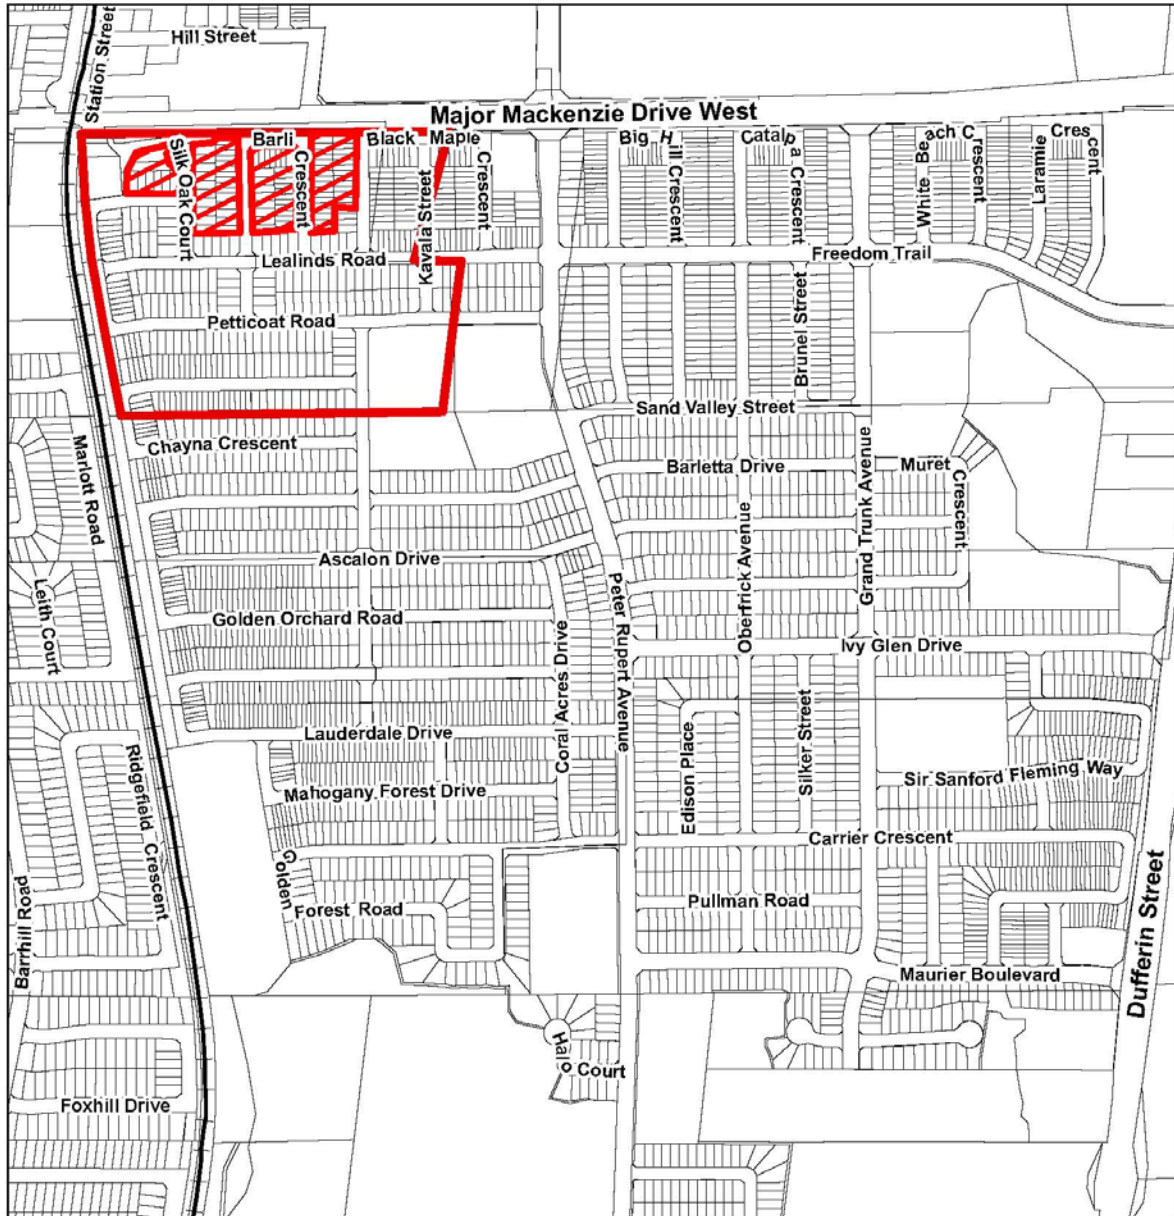 Station Street
Hill Street
Major Mackenzie Drive West
Silk Oak Court
Barli
Crescent
Black Maple
Crescent
Kavala Street
Big Hill Crescent
Catalpa Crescent
White Beach Crescent
Laramie
Crescent
Lealinds Road
Freedom Trail
Petticoat Road
Brunel Street
Sand Valley Street
Chayna Crescent
Marlott Road
Barletta Drive
Muret
Crescent
Grand Trunk Avenue
Oberfrick Avenue
Ascalon Drive
Leith Court
Golden Orchard Road
Peter Rupert Avenue
Ivy Glen Drive
Coral Acres Drive
Lauderdale Drive
Edison Place
Silker Street
Ridgefield Crescent
Mahogany Forest Drive
Sir Sanford Fleming Way
Carrier Crescent
Golden
Forest Road
Pullman Road
Barrhill Road
Maurier Boulevard
Dufferin Street
Halo Court
Foxhill Drive